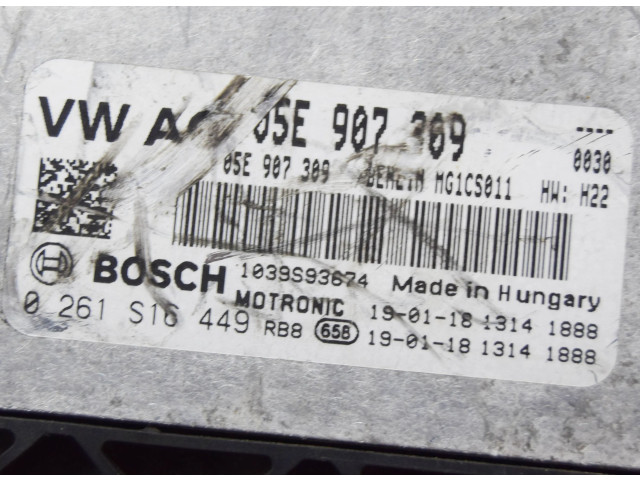 VW AG 05E 907 309 ----
05E 907 309 MG1CS011 HW: H22 0030
BOSCH 1039S93674 Made in Hungary
MOTRONIC 19-01-18 1314 1888
0 261 S16 449 RB8 658 19-01-18 1314 1888